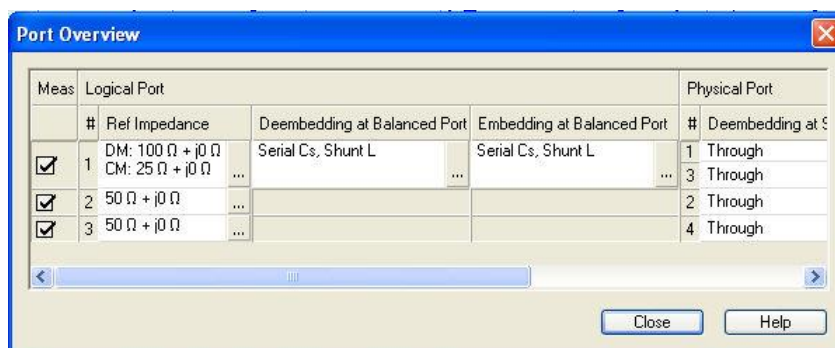 Port Overview
Meas Logical Port Physical Port
# Ref Impedance Deembedding at Balanced Port Embedding at Balanced Port # Deembedding at
1 DM: 100 Ω + j0 Ω Serial Cs, Shunt L ... Serial Cs, Shunt L ... 1 Through
CM: 25 Ω + j0 Ω ... 3 Through
2 50 Ω + j0 Ω ... 2 Through
3 50 Ω + j0 Ω ... 4 Through
Close Help